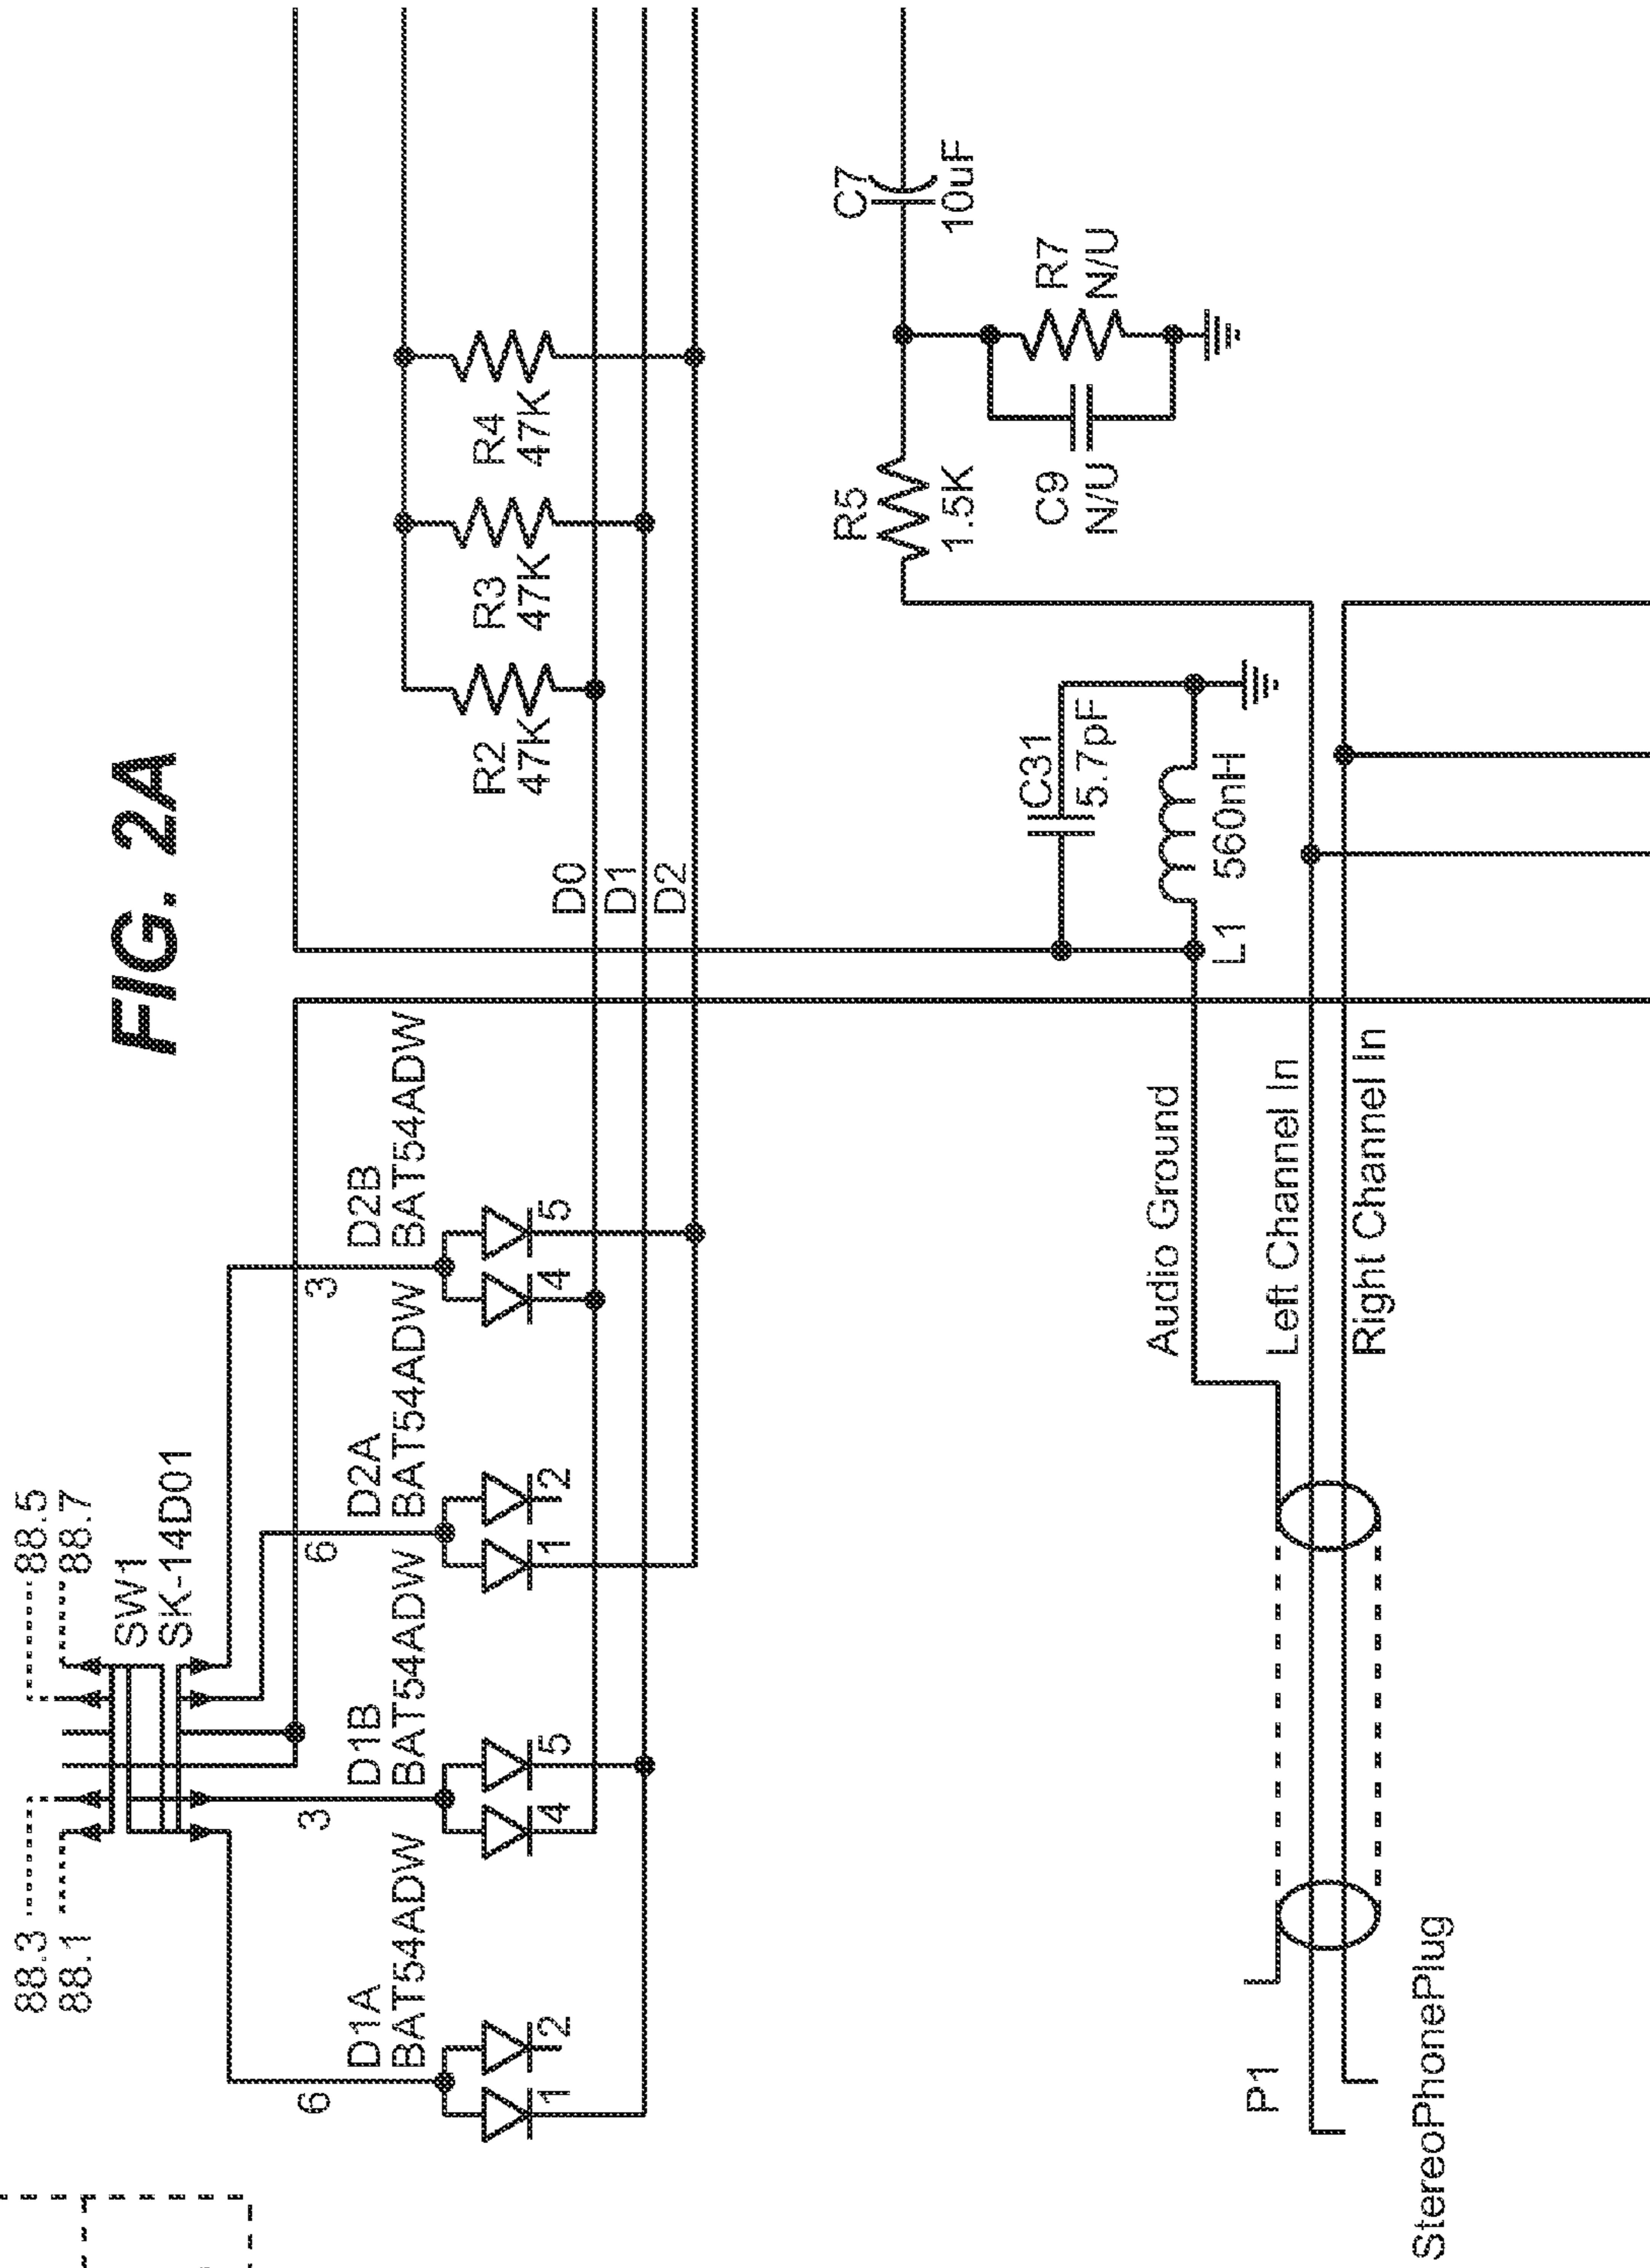 FIG. 2A
88.3
88.1
88.5
88.7
SW1
SK-14D01
6
3
6
3
D1A
BAT54ADW
D1B
BAT54ADW
D2A
BAT54ADW
D2B
BAT54ADW
1
2
4
5
1
2
4
5
D0
D1
D2
R2
47K
R3
47K
R4
47K
R5
1.5K
C7
10uF
C9
N/U
R7
N/U
C31
5.7pF
L1
560nH
Audio Ground
Left Channel In
Right Channel In
P1
StereoPhonePlug